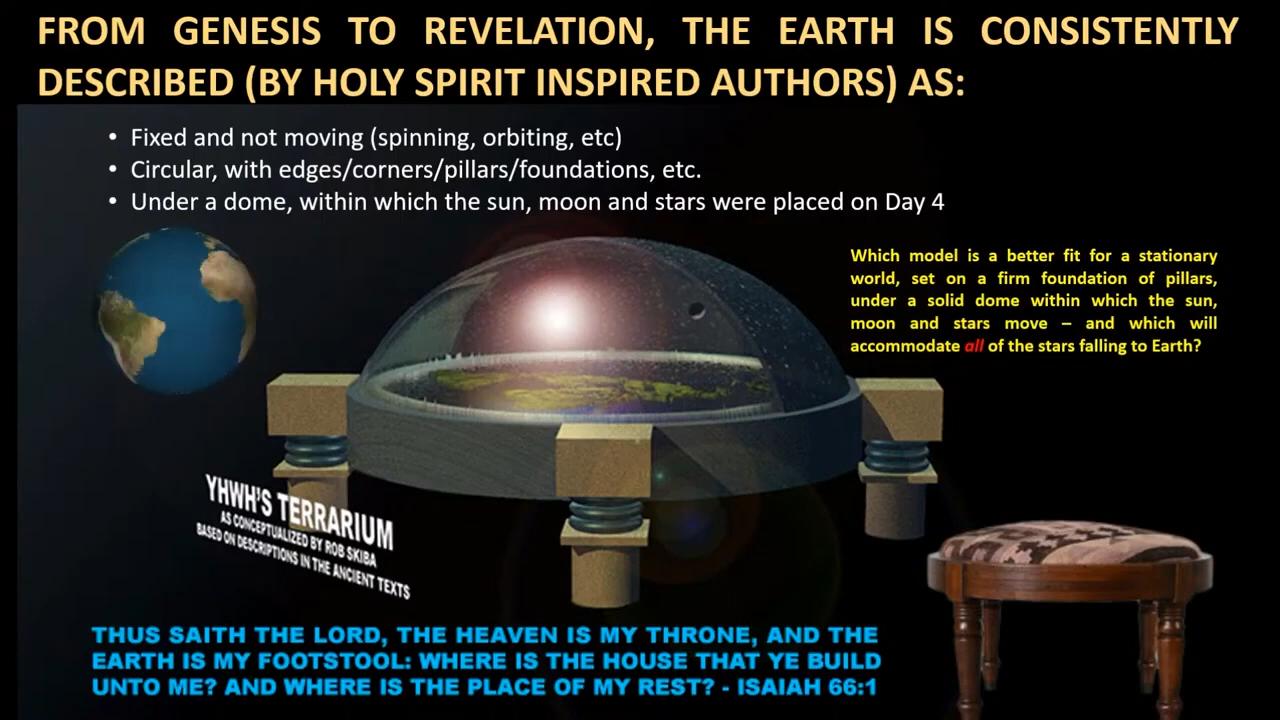 FROM GENESIS TO REVELATION, THE EARTH IS CONSISTENTLY
DESCRIBED (BY HOLY SPIRIT INSPIRED AUTHORS) AS:
• Fixed and not moving (spinning, orbiting, etc)
• Circular, with edges/corners/pillars/foundations, etc.
• Under a dome, within which the sun, moon and stars were placed on Day 4
Which model is a better fit for a stationary
world, set on a firm foundation of pillars,
under a solid dome within which the sun,
moon and stars move – and which will
accommodate all of the stars falling to Earth?
YHWH'S TERRARIUM
AS CONCEPTUALIZED BY ROB SKIBA
BASED ON DESCRIPTIONS IN THE ANCIENT TEXTS
THUS SAITH THE LORD, THE HEAVEN IS MY THRONE, AND THE
EARTH IS MY FOOTSTOOL: WHERE IS THE HOUSE THAT YE BUILD
UNTO ME? AND WHERE IS THE PLACE OF MY REST? - ISAIAH 66:1